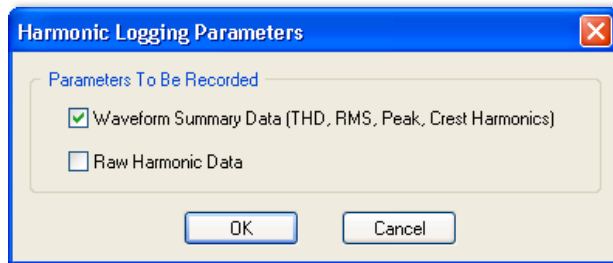 Harmonic Logging Parameters
Parameters To Be Recorded
Waveform Summary Data (THD, RMS, Peak, Crest Harmonics)
Raw Harmonic Data
OK
Cancel